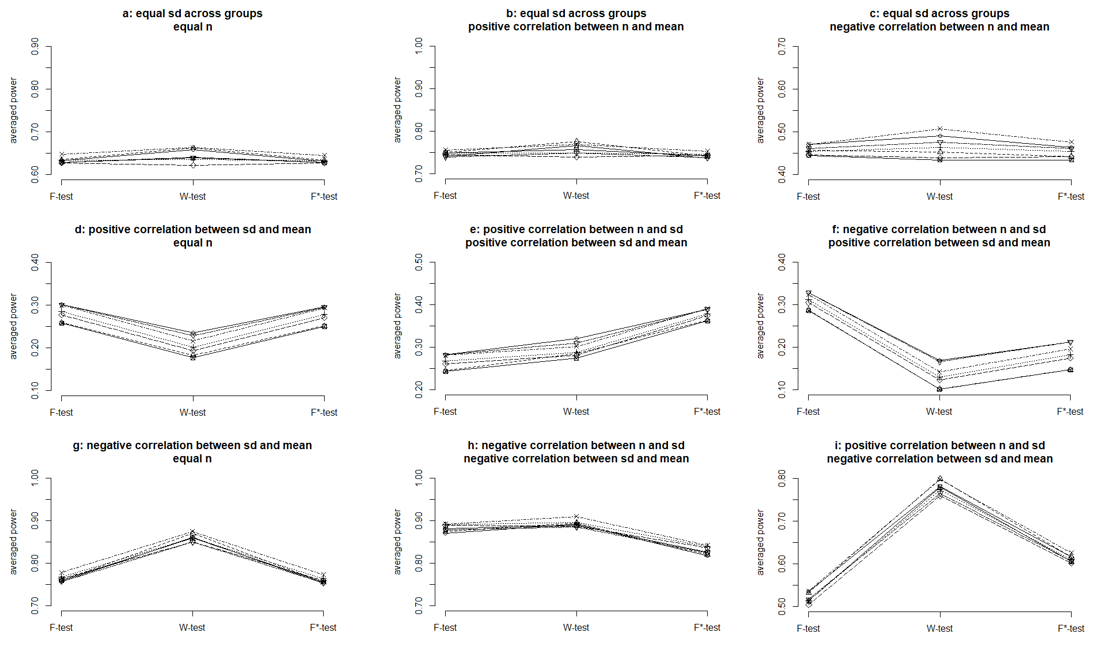 a: equal sd across groups
equal n
averaged power
0.90
0.80
0.70
0.60
F-test W-test F*-test
b: equal sd across groups
positive correlation between n and mean
averaged power
1.00
0.90
0.80
0.70
F-test W-test F*-test
c: equal sd across groups
negative correlation between n and mean
averaged power
0.70
0.60
0.50
0.40
F-test W-test F*-test
d: positive correlation between sd and mean
equal n
averaged power
0.40
0.30
0.20
0.10
F-test W-test F*-test
e: positive correlation between n and sd
positive correlation between sd and mean
averaged power
0.50
0.40
0.30
0.20
F-test W-test F*-test
f: negative correlation between n and sd
positive correlation between sd and mean
averaged power
0.40
0.30
0.20
0.10
F-test W-test F*-test
g: negative correlation between sd and mean
equal n
averaged power
1.00
0.90
0.80
0.70
F-test W-test F*-test
h: negative correlation between n and sd
negative correlation between sd and mean
averaged power
1.00
0.90
0.80
0.70
F-test W-test F*-test
i: positive correlation between n and sd
negative correlation between sd and mean
averaged power
0.80
0.70
0.60
0.50
F-test W-test F*-test